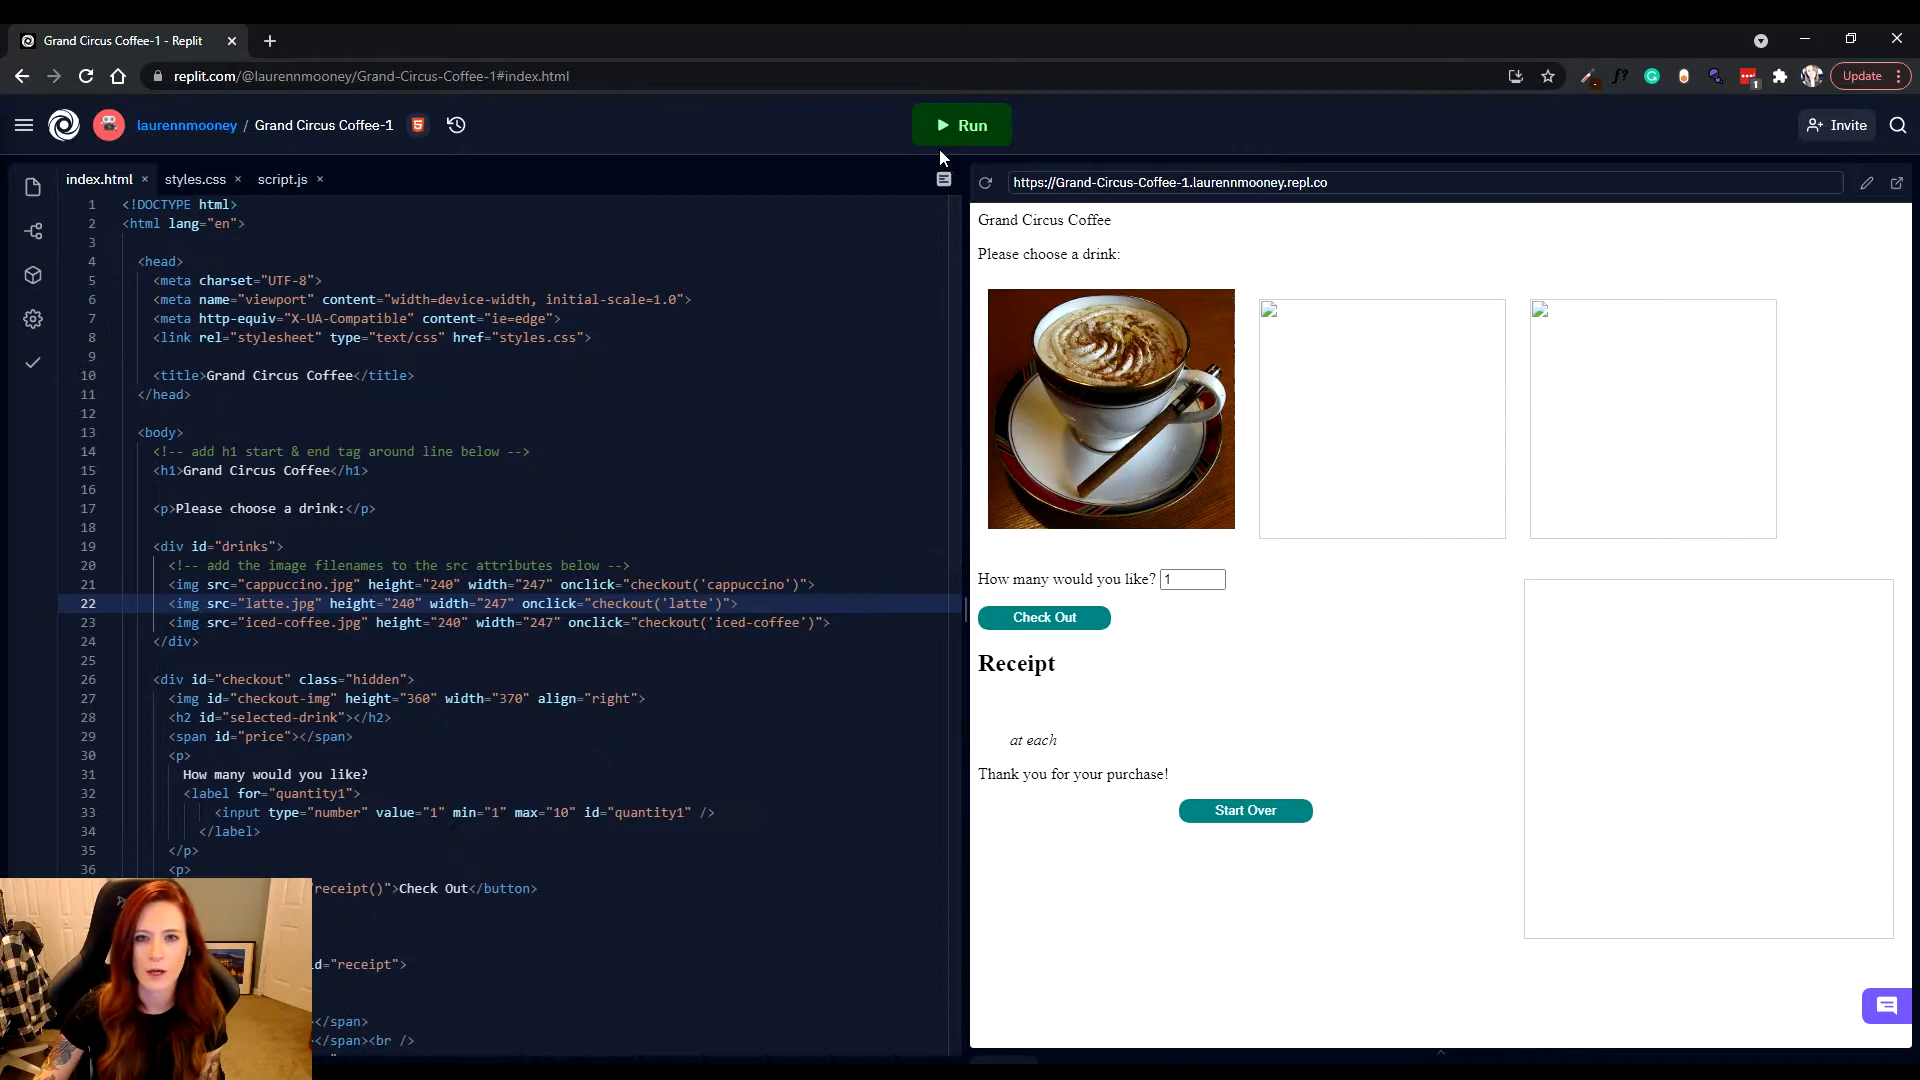 Grand Circus Coffee-1 - Replit
replit.com/@laurennmooney/Grand-Circus-Coffee-1#index.html
f?
1
Update
laurennmooney / Grand Circus Coffee-1
5
Run
Invite
index.html
styles.css
script.js
https://Grand-Circus-Coffee-1.laurennmooney.repl.co
1 <!DOCTYPE html>
2 <html lang="en">
3
4 <head>
5 <meta charset="UTF-8">
6 <meta name="viewport" content="width=device-width, initial-scale=1.0">
7 <meta http-equiv="X-UA-Compatible" content="ie=edge">
8 <link rel="stylesheet" type="text/css" href="styles.css">
9
10 <title>Grand Circus Coffee</title>
11 </head>
12
13 <body>
14 <!-- add h1 start & end tag around line below -->
15 <h1>Grand Circus Coffee</h1>
16
17 <p>Please choose a drink:</p>
18
19 <div id="drinks">
20 <!-- add the image filenames to the src attributes below -->
21 <img src="cappuccino.jpg" height="240" width="247" onclick="checkout('cappuccino')">
22 <img src="latte.jpg" height="240" width="247" onclick="checkout('latte')">
23 <img src="iced-coffee.jpg" height="240" width="247" onclick="checkout('iced-coffee')">
24 </div>
25
26 <div id="checkout" class="hidden">
27 <img id="checkout-img" height="360" width="370" align="right">
28 <h2 id="selected-drink"></h2>
29 <span id="price"></span>
30 <p>
31 How many would you like?
32 <label for="quantity1">
33 <input type="number" value="1" min="1" max="10" id="quantity1" />
34 </label>
35 </p>
36 <p>
receipt()">Check Out</button>
d="receipt">
</span>
</span><br />
Grand Circus Coffee
Please choose a drink:
How many would you like? 1
Check Out
Receipt
at each
Thank you for your purchase!
Start Over